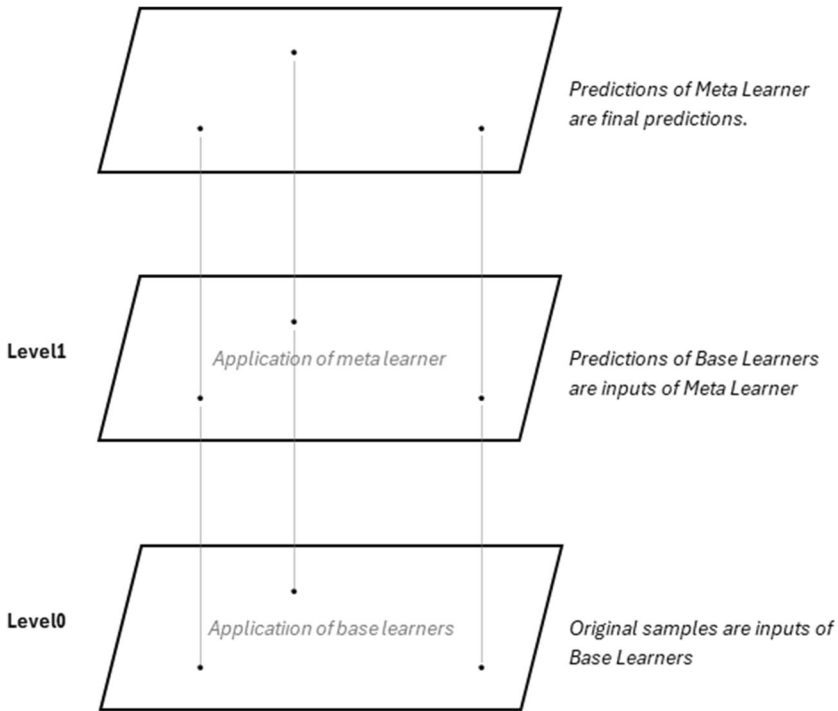 Predictions of Meta Learner
are final predictions.
Level1
Application of meta learner
Predictions of Base Learners
are inputs of Meta Learner
Level0
Application of base learners
Original samples are inputs of
Base Learners